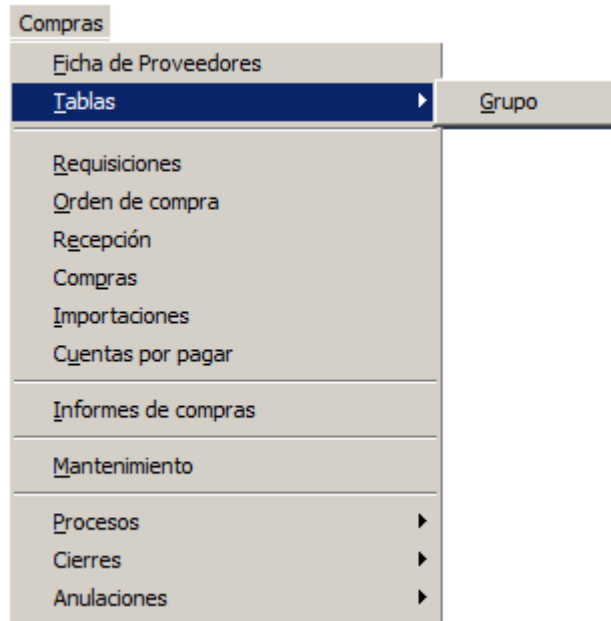 Compras
Ficha de Proveedores
Tablas
Grupo
Requisiciones
Orden de compra
Recepción
Compras
Importaciones
Cuentas por pagar
Informes de compras
Mantenimiento
Procesos
Cierres
Anulaciones